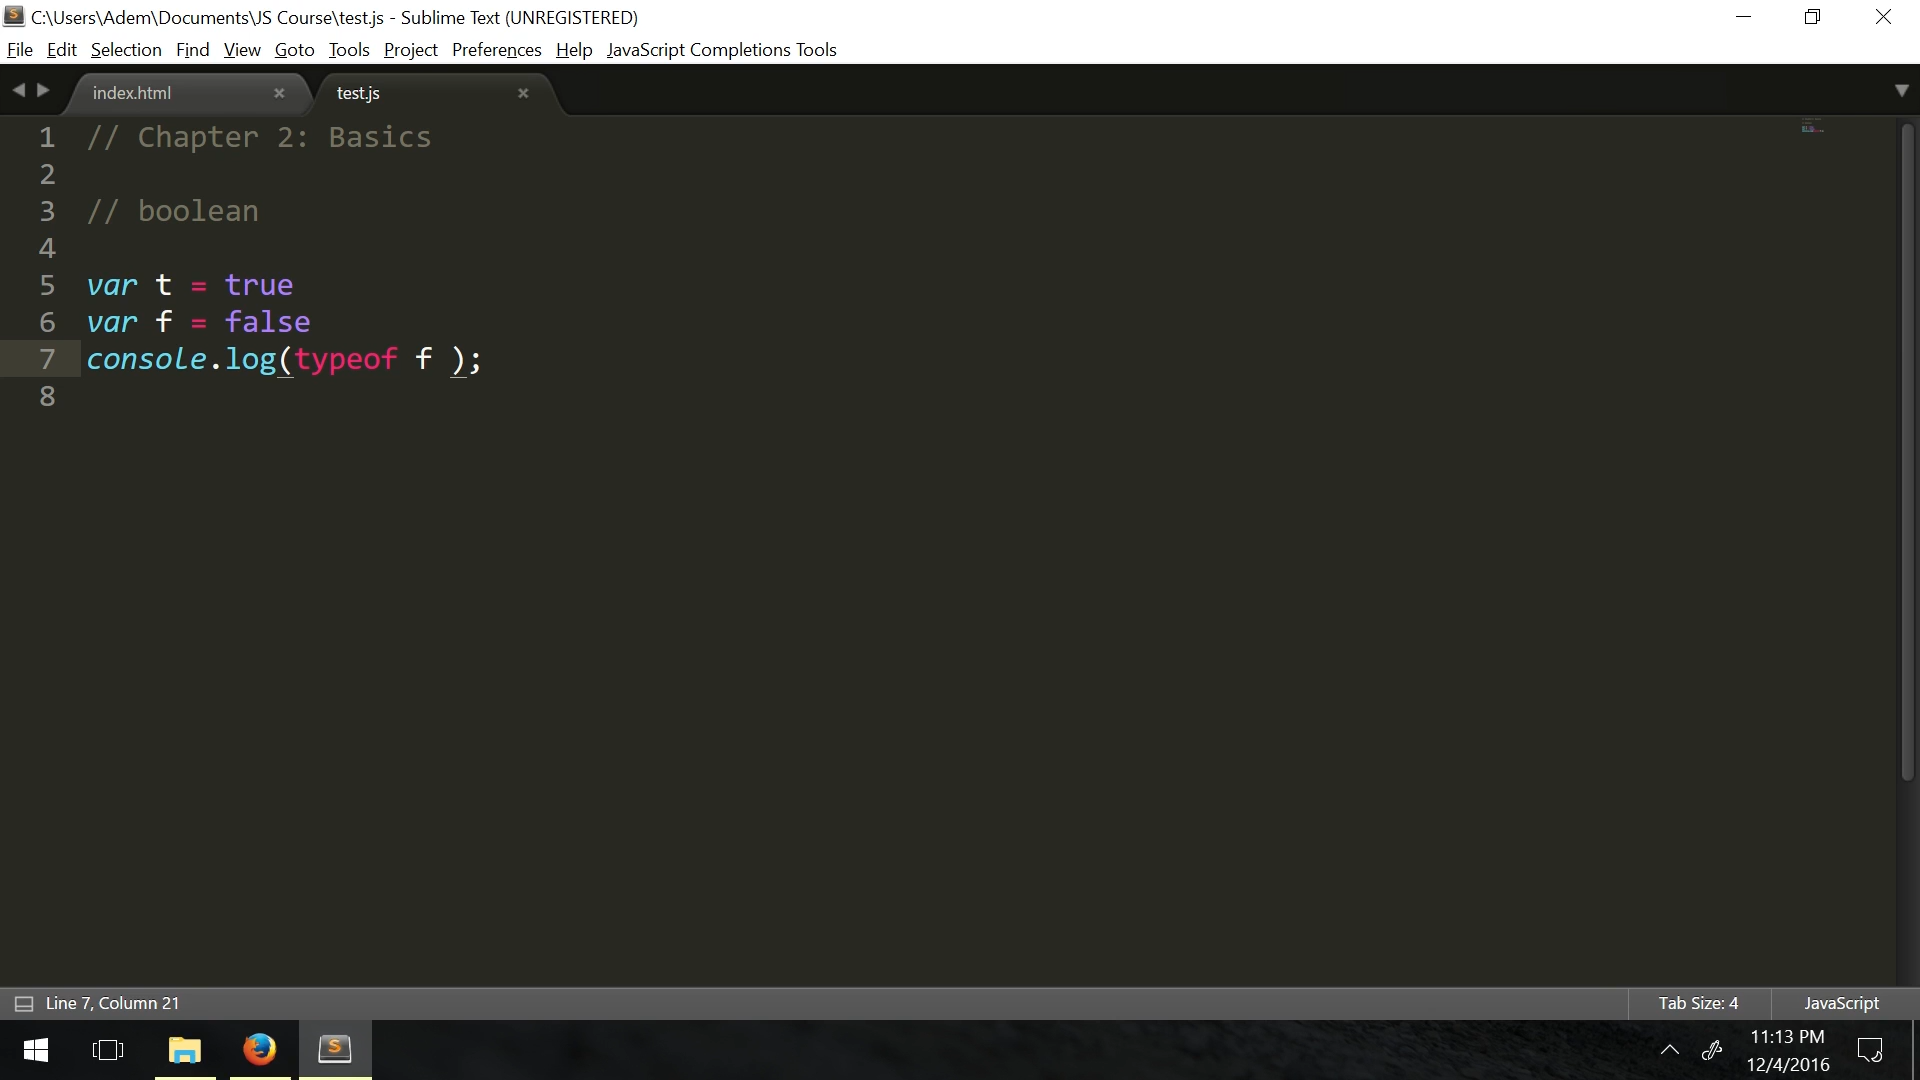 C:\Users\Adem\Documents\JS Course\test.js - Sublime Text (UNREGISTERED)
File Edit Selection Find View Goto Tools Project Preferences Help JavaScript Completions Tools
index.html × test.js ×
1 // Chapter 2: Basics
2
3 // boolean
4
5 var t = true
6 var f = false
7 console.log(typeof f );
8
Line 7, Column 21 Tab Size: 4 JavaScript
11:13 PM
12/4/2016